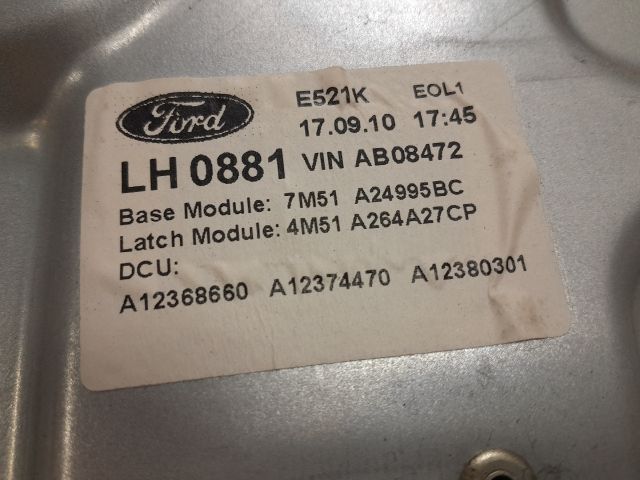 Ford E521K EOL1
17.09.10 17:45
LH 0881 VIN AB08472
Base Module: 7M51 A24995BC
Latch Module: 4M51 A264A27CP
DCU:
A12368660 A12374470 A12380301